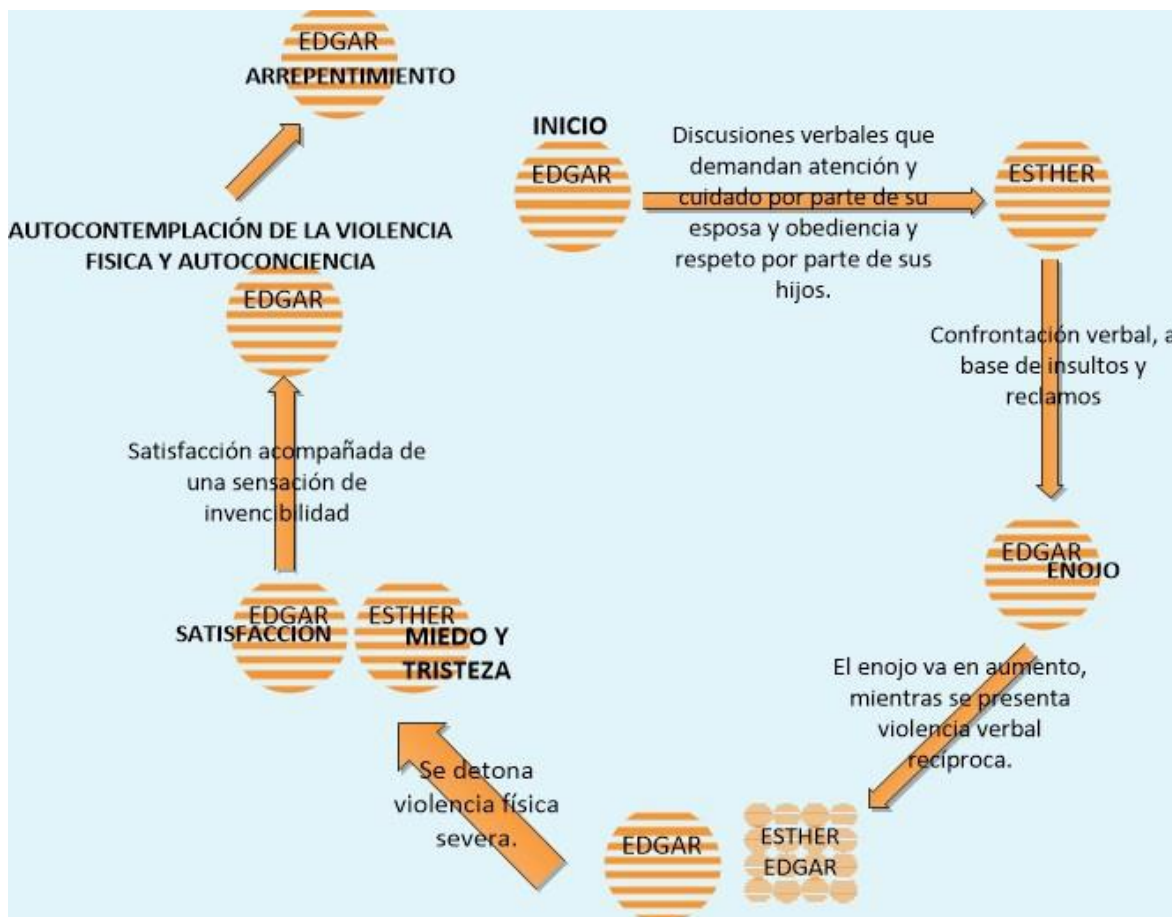 INICIO
EDGAR
Discusiones verbales que
demandan atención y
cuidado por parte de su
esposa y obediencia y
respeto por parte de sus
hijos.
ESTHER
Confrontación verbal, a
base de insultos y
reclamos
EDGAR
ENOJO
El enojo va en aumento,
mientras se presenta
violencia verbal
recíproca.
ESTHER
EDGAR
EDGAR
Se detona
violencia física
severa.
ESTHER
MIEDO Y
TRISTEZA
EDGAR
SATISFACCIÓN
Satisfacción acompañada de
una sensación de
invencibilidad
AUTOCONTEMPLACIÓN DE LA VIOLENCIA
FISICA Y AUTOCONCIENCIA
EDGAR
EDGAR
ARREPENTIMIENTO